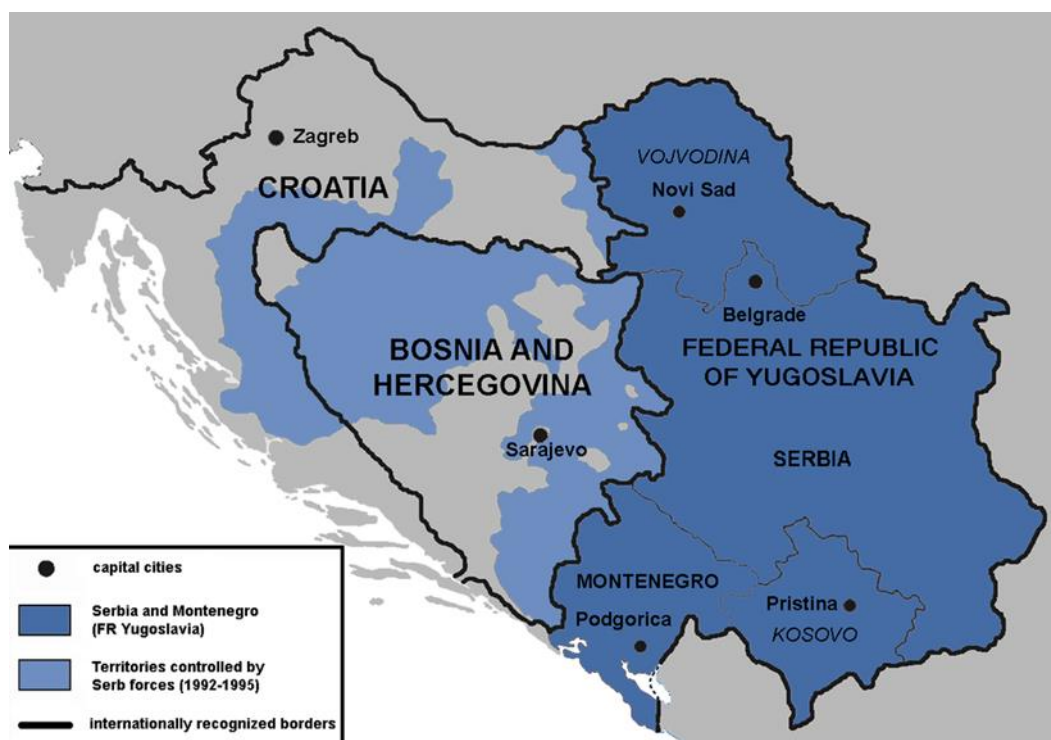 Zagreb
CROATIA
VOJVODINA
Novi Sad
Belgrade
FEDERAL REPUBLIC
OF YUGOSLAVIA
BOSNIA AND
HERCEGOVINA
Sarajevo
SERBIA
MONTENEGRO
Podgorica
Pristina
KOSOVO
capital cities
Serbia and Montenegro
(FR Yugoslavia)
Territories controlled by
Serb forces (1992-1995)
internationally recognized borders